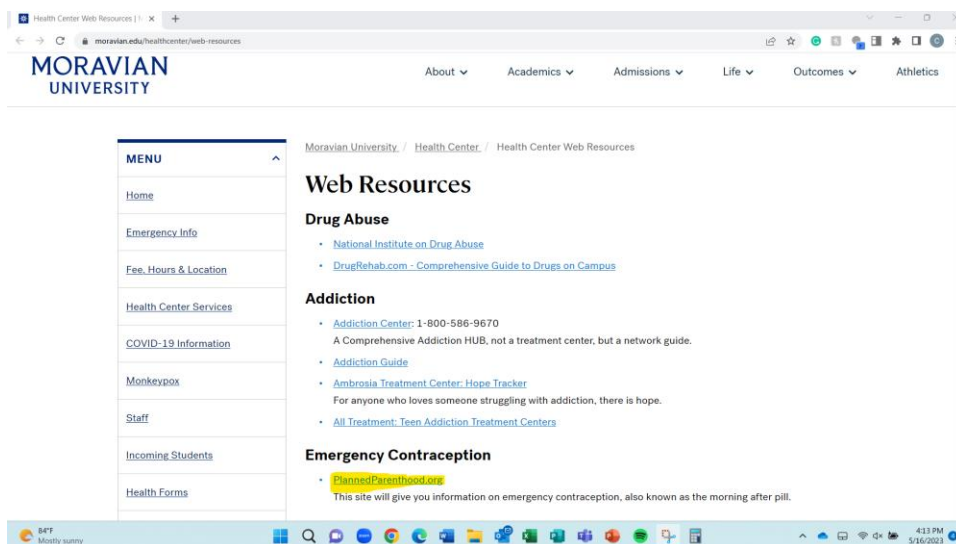 Health Center Web Resources |
moravian.edu/healthcenter/web-resources
MORAVIAN
UNIVERSITY
About
Academics
Admissions
Life
Outcomes
Athletics
MENU
Home
Emergency Info
Fee, Hours & Location
Health Center Services
COVID-19 Information
Monkeypox
Staff
Incoming Students
Health Forms
Moravian University / Health Center / Health Center Web Resources
Web Resources
Drug Abuse
• National Institute on Drug Abuse
• DrugRehab.com - Comprehensive Guide to Drugs on Campus
Addiction
• Addiction Center: 1-800-586-9670
A Comprehensive Addiction HUB, not a treatment center, but a network guide.
• Addiction Guide
• Ambrosia Treatment Center: Hope Tracker
For anyone who loves someone struggling with addiction, there is hope.
• All Treatment: Teen Addiction Treatment Centers
Emergency Contraception
• PlannedParenthood.org
This site will give you information on emergency contraception, also known as the morning after pill.
84°F
Mostly sunny
4:13 PM
5/16/2023